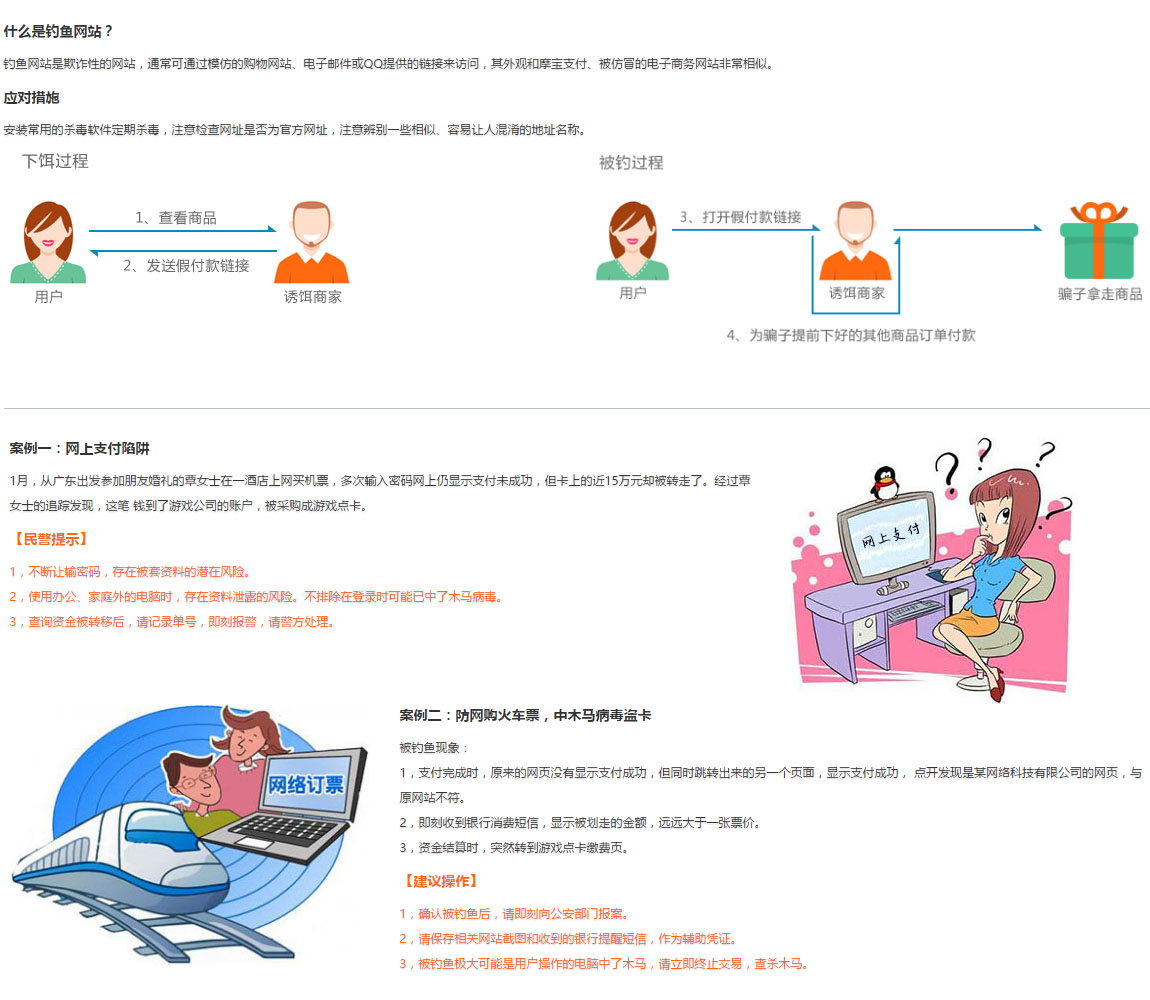 什么是钓鱼网站？
钓鱼网站是欺诈性的网站，通常可通过模仿的购物网站、电子邮件或QQ提供的链接来访问，其外观和摩宝支付、被仿冒的电子商务网站非常相似。
应对措施
安装常用的杀毒软件定期杀毒，注意检查网址是否为官方网址，注意辨别一些相似、容易让人混淆的地址名称。
下饵过程
1、查看商品
2、发送假付款链接
用户
诱饵商家
被钓过程
3、打开假付款链接
用户
诱饵商家
骗子拿走商品
4、为骗子提前下好的其他商品订单付款
案例一：网上支付陷阱
1月，从广东出发参加朋友婚礼的覃女士在一酒店上网买机票，多次输入密码网上仍显示支付未成功，但卡上的近15万元却被转走了。经过覃
女士的追踪发现，这笔 钱到了游戏公司的账户，被采购成游戏点卡。
【民警提示】
1，不断让输密码，存在被套资料的潜在风险。
2，使用办公、家庭外的电脑时，存在资料泄露的风险。不排除在登录时可能已中了木马病毒。
3，查询资金被转移后，请记录单号，即刻报警，请警方处理。
网上支付
网络订票
案例二：防网购火车票，中木马病毒盗卡
被钓鱼现象：
1，支付完成时，原来的网页没有显示支付成功，但同时跳转出来的另一个页面，显示支付成功， 点开发现是某网络科技有限公司的网页，与
原网站不符。
2，即刻收到银行消费短信，显示被划走的金额，远远大于一张票价。
3，资金结算时，突然转到游戏点卡缴费页。
【建议操作】
1，确认被钓鱼后，请即刻向公安部门报案。
2，请保存相关网站截图和收到的银行提醒短信，作为辅助凭证。
3，被钓鱼极大可能是用户操作的电脑中了木马，请立即终止交易，查杀木马。